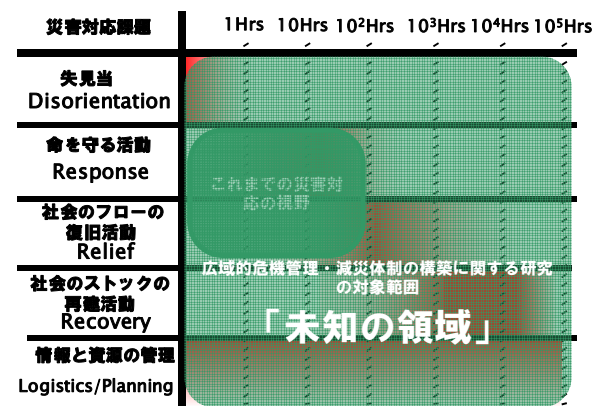 災害対応課題
1Hrs 10Hrs 10²Hrs 10³Hrs 10⁴Hrs 10⁵Hrs
失見当
Disorientation
命を守る活動
Response
社会のフローの
復旧活動
Relief
社会のストックの
再建活動
Recovery
情報と資源の管理
Logistics/Planning
これまでの災害対
応の視野
広域的危機管理・減災体制の構築に関する研究
の対象範囲
「未知の領域」